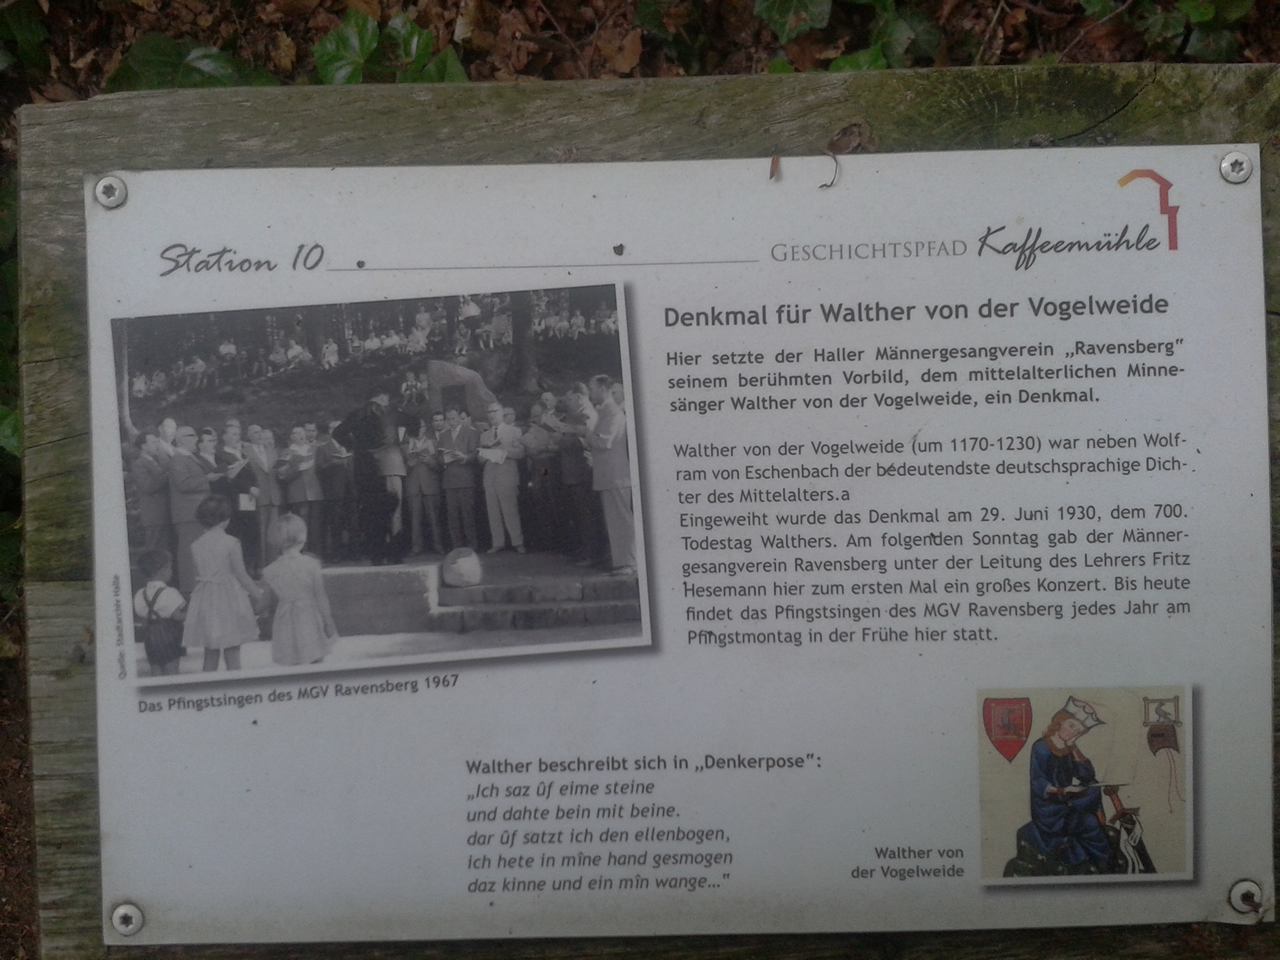 Station 10
GESCHICHTSPFAD Kaffeemühle
Denkmal für Walther von der Vogelweide
Hier setzte der Haller Männergesangverein „Ravensberg"
seinem berühmten Vorbild, dem mittelalterlichen Minne-
sänger Walther von der Vogelweide, ein Denkmal.
Walther von der Vogelweide (um 1170-1230) war neben Wolf-
ram von Eschenbach der bedeutendste deutschsprachige Dich-
ter des Mittelalters.a
Eingeweiht wurde das Denkmal am 29. Juni 1930, dem 700.
Todestag Walthers. Am folgenden Sonntag gab der Männer-
gesangverein Ravensberg unter der Leitung des Lehrers Fritz
Hesemann hier zum ersten Mal ein großes Konzert. Bis heute
findet das Pfingstsingen des MGV Ravensberg jedes Jahr am
Pfingstmontag in der Frühe hier statt.
Quelle: Stadtarchiv Halle
Das Pfingstsingen des MGV Ravensberg 1967
Walther beschreibt sich in „Denkerpose":
„Ich saz ûf eime steine
und dahte bein mit beine.
dar ûf satzt ich den ellenbogen,
ich hete in mîne hand gesmogen
daz kinne und ein mîn wange..."
Walther von
der Vogelweide